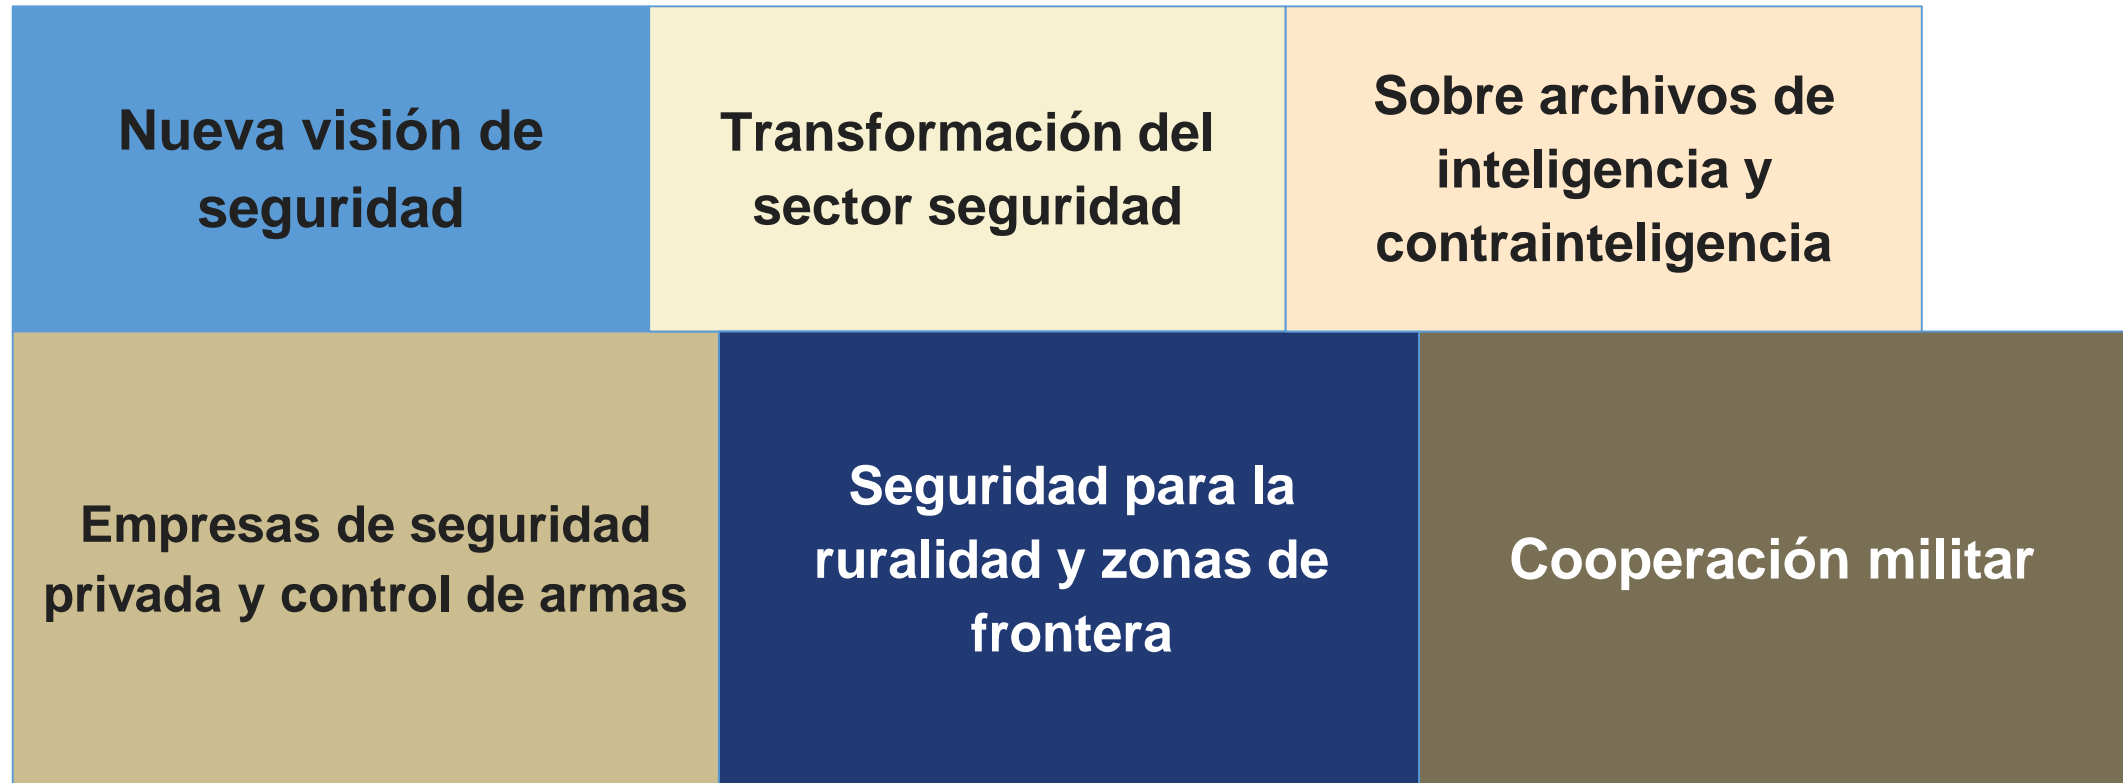 Nueva visión de
seguridad
Transformación del
sector seguridad
Sobre archivos de
inteligencia y
contrainteligencia
Empresas de seguridad
privada y control de armas
Seguridad para la
ruralidad y zonas de
frontera
Cooperación militar